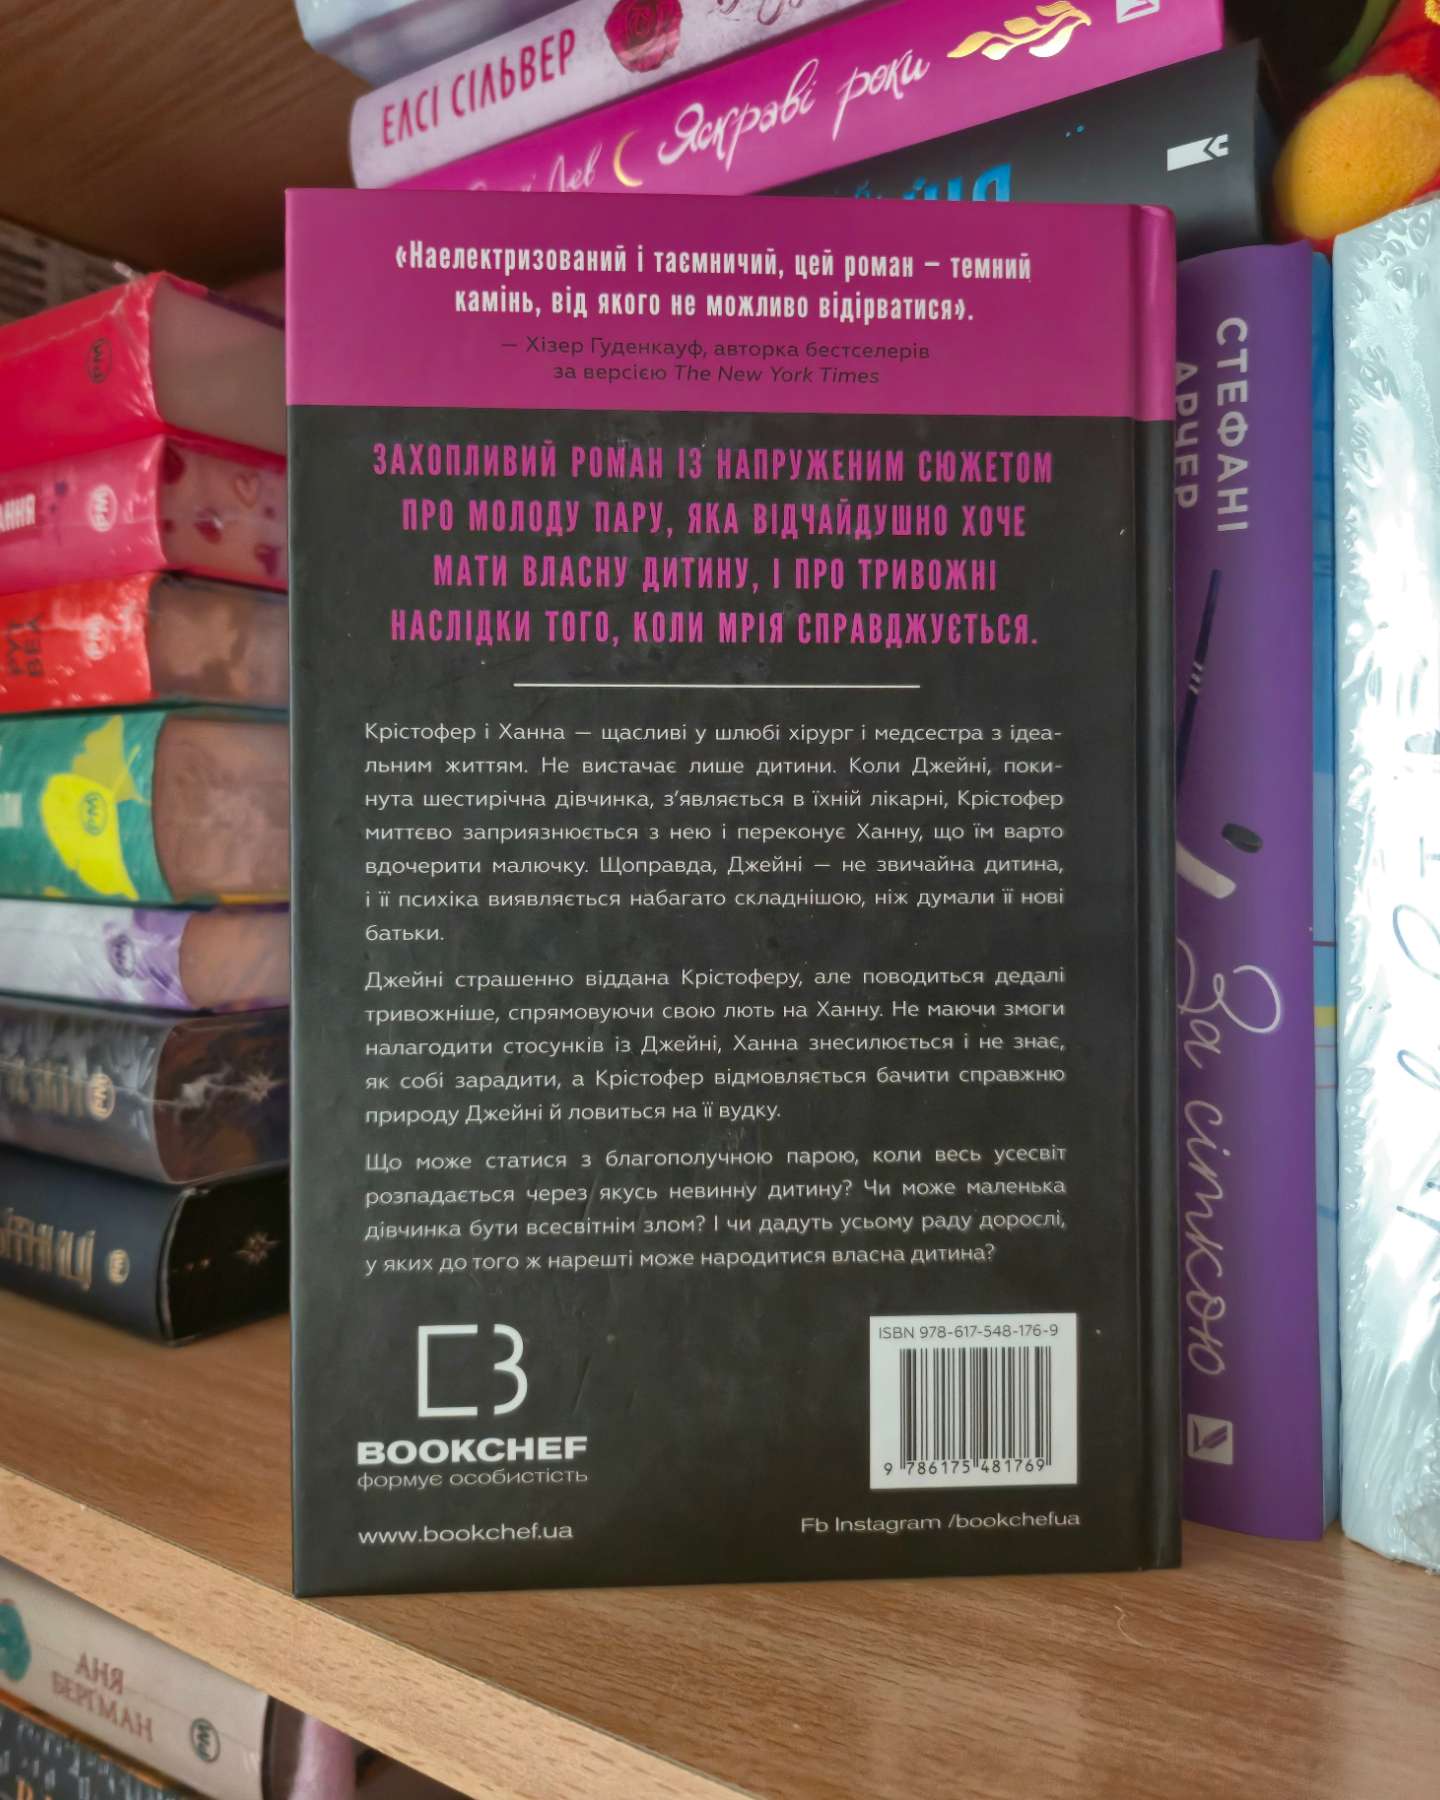 ЕЛСІ СІЛЬВЕР
Лев Яскраві роки
«Наелектризований і таємничий, цей роман – темний
камінь, від якого не можливо відірватися».
— Хізер Гуденкауф, авторка бестселерів
за версією The New York Times
ЗАХОПЛИВИЙ РОМАН ІЗ НАПРУЖЕНИМ СЮЖЕТОМ
ПРО МОЛОДУ ПАРУ, ЯКА ВІДЧАЙДУШНО ХОЧЕ
МАТИ ВЛАСНУ ДИТИНУ, І ПРО ТРИВОЖНІ
НАСЛІДКИ ТОГО, КОЛИ МРІЯ СПРАВДЖУЄТЬСЯ.
Крістофер і Ханна — щасливі у шлюбі хірург і медсестра з ідеа-
льним життям. Не вистачає лише дитини. Коли Джейні, поки-
нута шестирічна дівчинка, з’являється в їхній лікарні, Крістофер
миттєво заприязнюється з нею і переконує Ханну, що їм варто
вдочерити малючку. Щоправда, Джейні — не звичайна дитина,
і її психіка виявляється набагато складнішою, ніж думали її нові
батьки.
Джейні страшенно віддана Крістоферу, але поводиться дедалі
тривожніше, спрямовуючи свою лють на Ханну. Не маючи змоги
налагодити стосунків із Джейні, Ханна знесилюється і не знає,
як собі зарадити, а Крістофер відмовляється бачити справжню
природу Джейні й ловиться на її вудку.
Що може статися з благополучною парою, коли весь усесвіт
розпадається через якусь невинну дитину? Чи може маленька
дівчинка бути всесвітнім злом? І чи дадуть усьому раду дорослі,
у яких до того ж нарешті може народитися власна дитина?
BOOKCHEF
формує особистість
www.bookchef.ua
ISBN 978-617-548-176-9
9 786175 481769
Fb Instagram /bookchefua
СТЕФАНІ
АРЧЕР
За сіткою
РУТ
ВЕА
АНЯ
БЕРГМАН